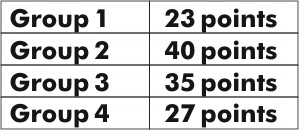 Group 1 23 points
Group 2 40 points
Group 3 35 points
Group 4 27 points